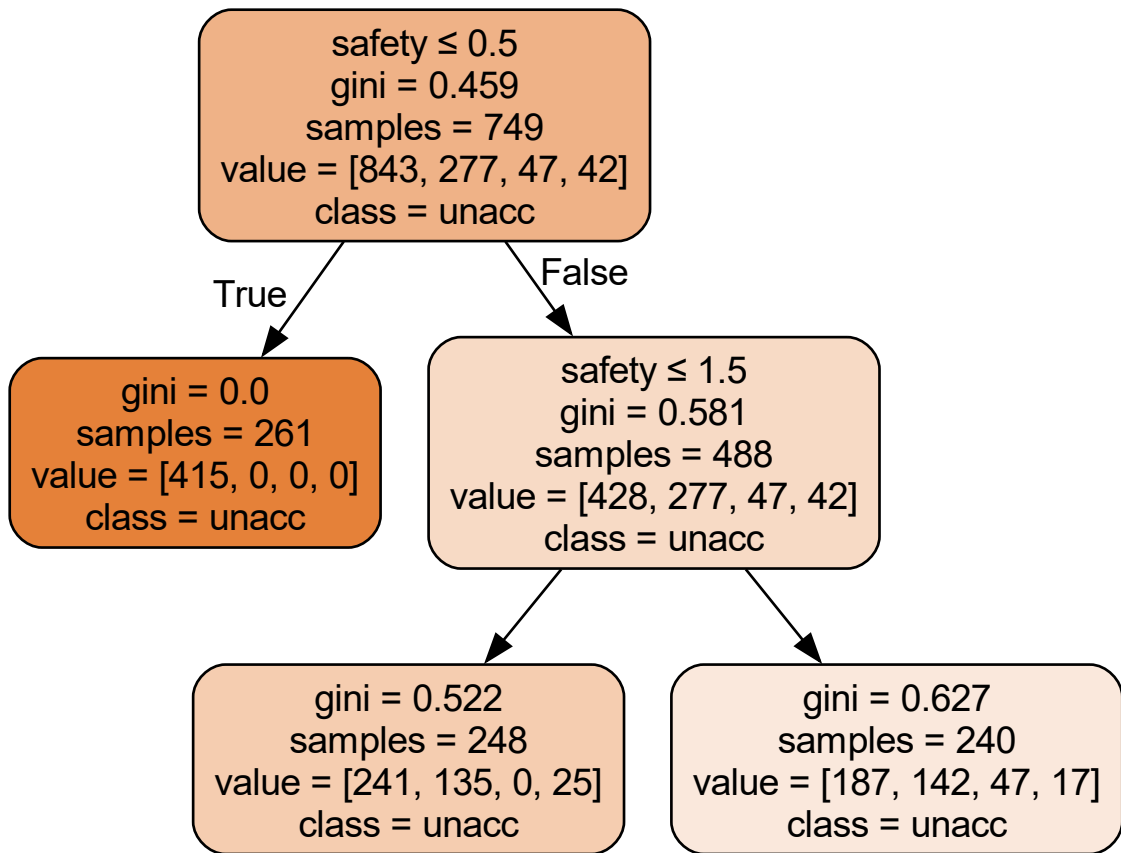 safety ≤ 0.5
gini = 0.459
samples = 749
value = [843, 277, 47, 42]
class = unacc
True
False
gini = 0.0
samples = 261
value = [415, 0, 0, 0]
class = unacc
safety ≤ 1.5
gini = 0.581
samples = 488
value = [428, 277, 47, 42]
class = unacc
gini = 0.522
samples = 248
value = [241, 135, 0, 25]
class = unacc
gini = 0.627
samples = 240
value = [187, 142, 47, 17]
class = unacc